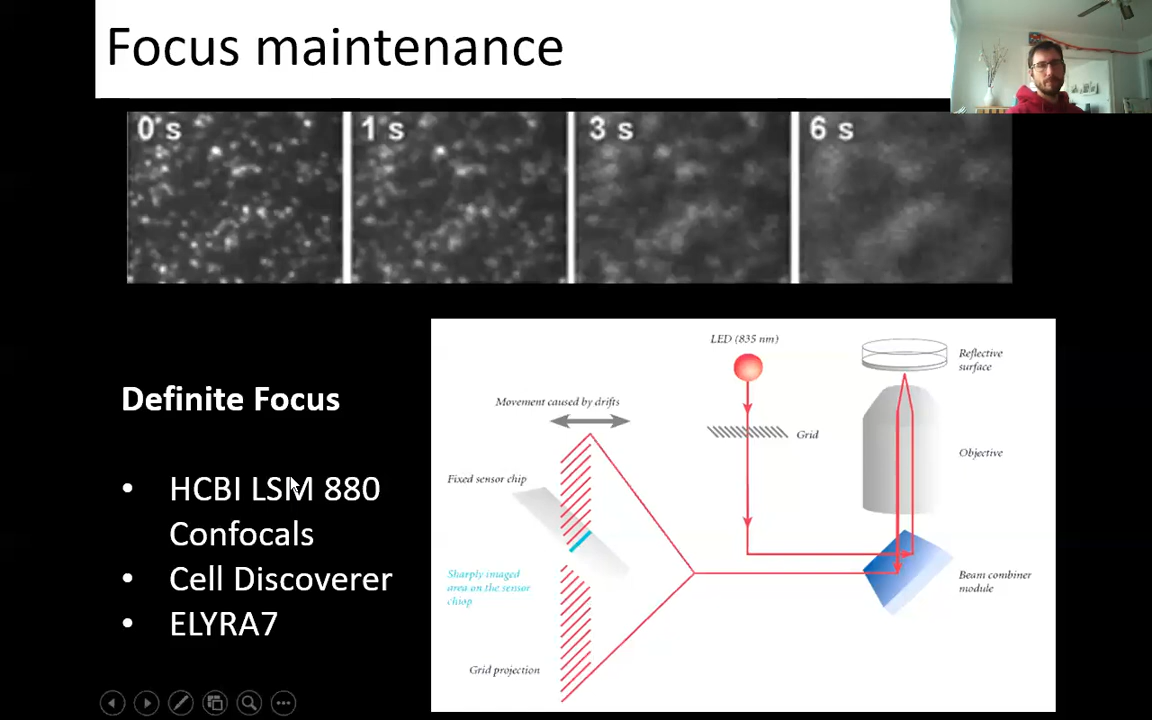 Focus maintenance
0 s
1 s
3 s
6 s
Definite Focus
• HCBI LSM 880
Confocals
• Cell Discoverer
• ELYRA7
LED (835 nm)
Reflective
surface
Movement caused by drifts
Grid
Objective
Fixed sensor chip
Sharply imaged
area on the sensor
chiop
Beam combiner
module
Grid projection